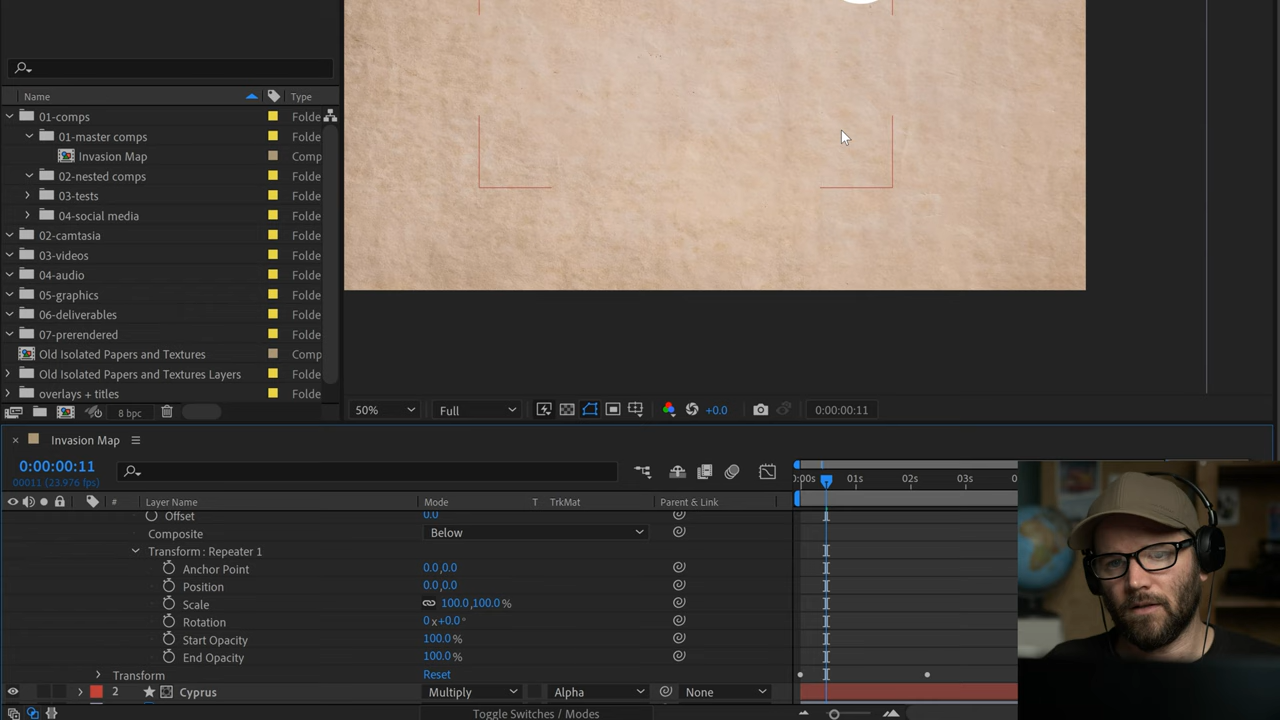 Name Type
01-comps Folde
01-master comps Folde
Invasion Map Comp
02-nested comps Folde
03-tests Folde
04-social media Folde
02-camtasia Folde
03-videos Folde
04-audio Folde
05-graphics Folde
06-deliverables Folde
07-prerendered Folde
Old Isolated Papers and Textures Comp
Old Isolated Papers and Textures Layers Folde
overlays + titles Folde
8 bpc
50% Full +0.0 0:00:00:11
× Invasion Map
0:00:00:11
00011 (23.976 fps)
:00s 01s 02s 03s 0
# Layer Name Mode T TrkMat Parent & Link
Offset 0.0
Composite Below
Transform : Repeater 1
Anchor Point 0.0,0.0
Position 0.0,0.0
Scale 100.0,100.0 %
Rotation 0 x+0.0 °
Start Opacity 100.0 %
End Opacity 100.0 %
Transform Reset
2 Cyprus Multiply Alpha None
Toggle Switches / Modes